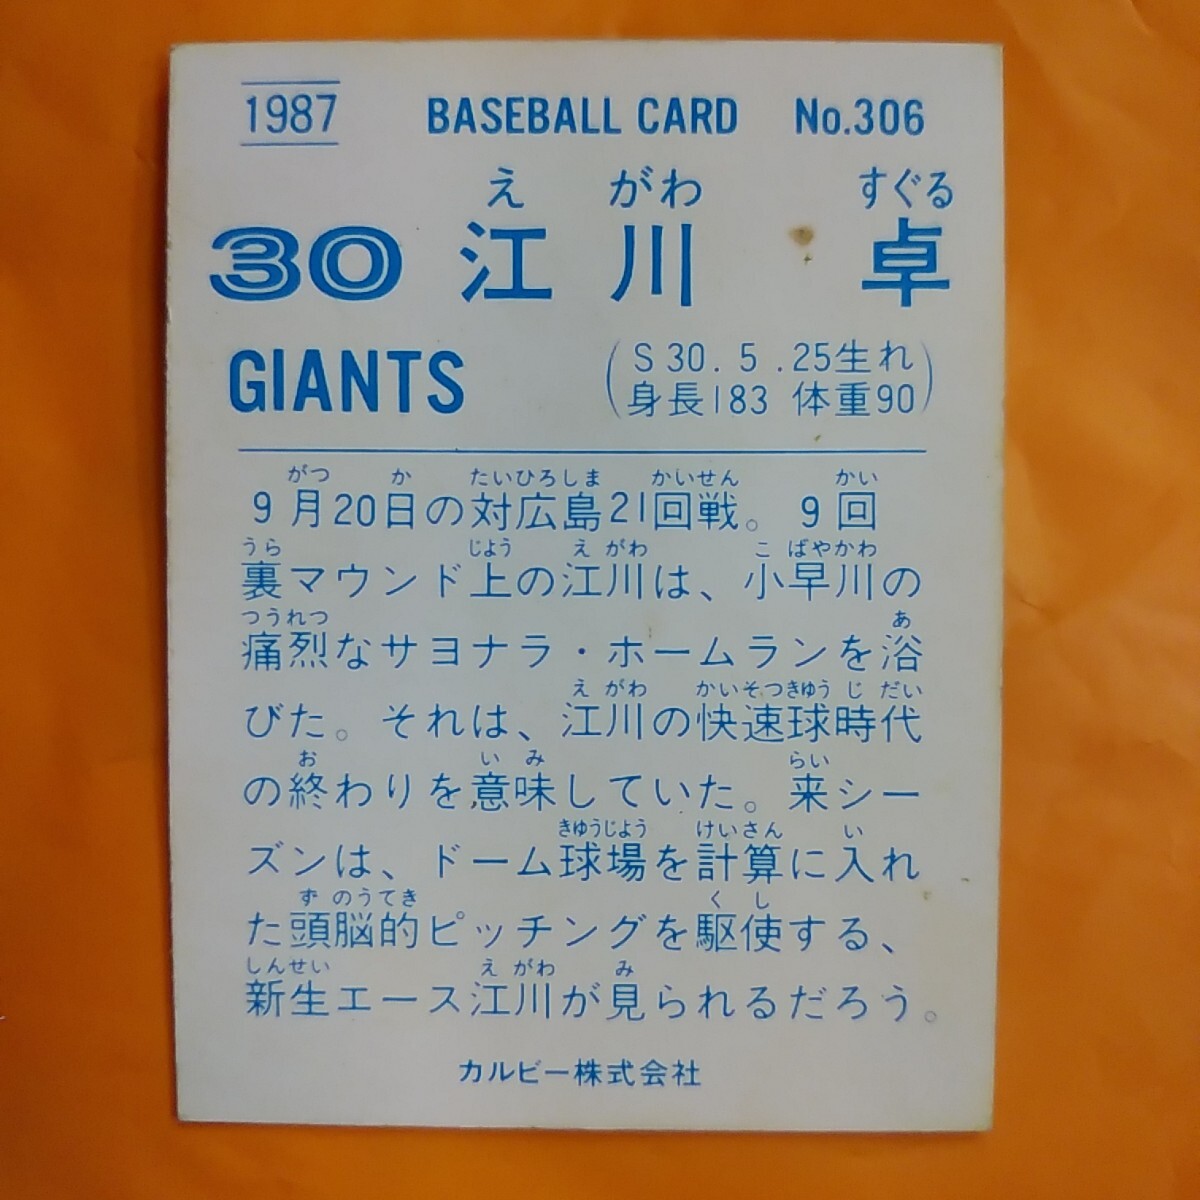 1987 BASEBALL CARD No.306
え がわ すぐる
30 江川 卓
GIANTS
(S30.5.25生れ
身長183 体重90)
がつ か たいひろしま かいせん かい
9月20日の対広島21回戦。9回
うら じよう え がわ こ ばやかわ
裏マウンド上の江川は、小早川の
つうれつ あ
痛烈なサヨナラ・ホームランを浴
え がわ かいそつきゆう じ だい
びた。それは、江川の快速球時代
お い み らい
の終わりを意味していた。来シー
きゆうじよう けいさん い
ズンは、ドーム球場を計算に入れ
ず のうてき く し
た頭脳的ピッチングを駆使する、
しんせい え がわ み
新生エース江川が見られるだろう。
カルビー株式会社